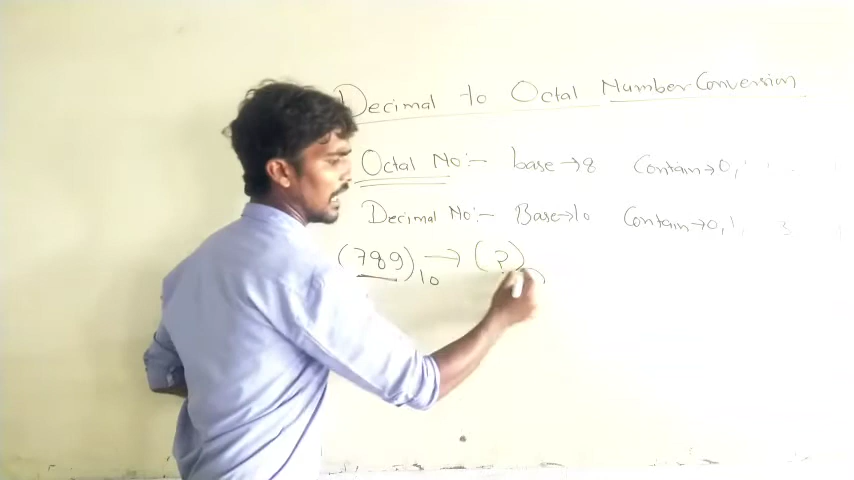 Decimal to Octal Number Conversion
Octal No:- base→8 Contain→0,
Decimal No:- Base→10 Contain→0,1,
(789)10 → (?)